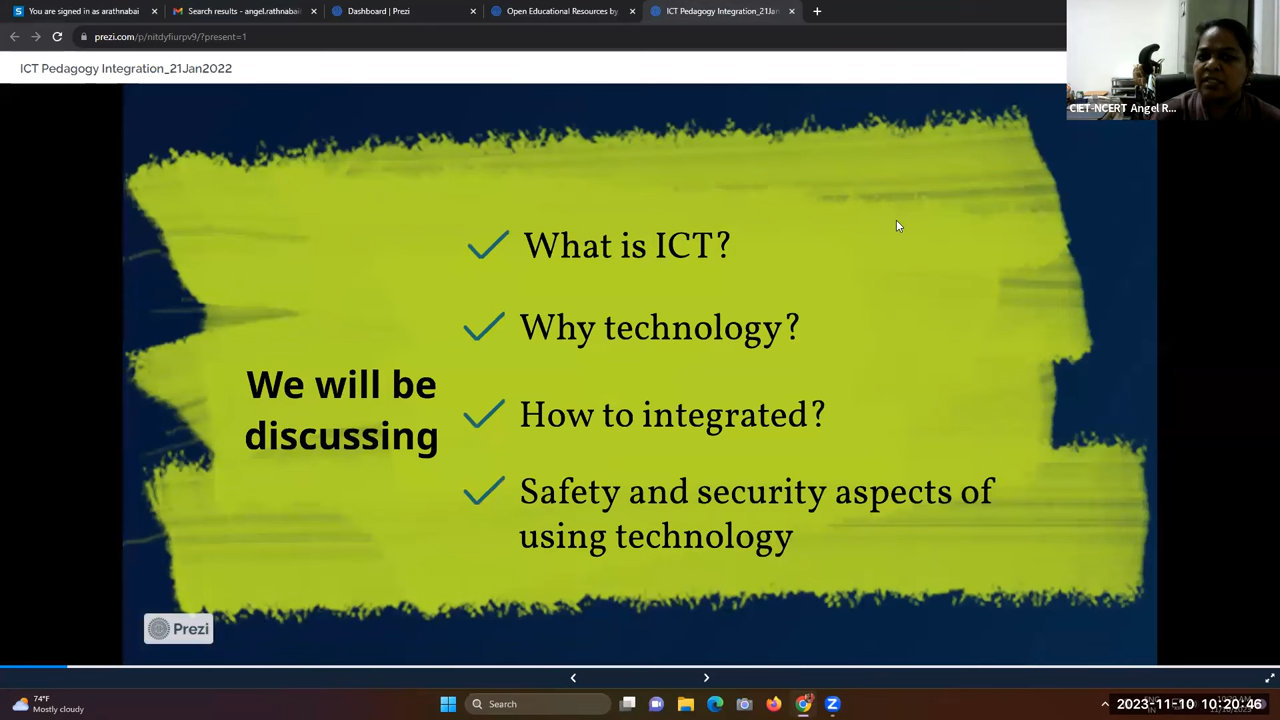 You are signed in as arathnabai
Search results - angel.rathnabai
Dashboard | Prezi
Open Educational Resources by
ICT Pedagogy Integration_21Jan
prezi.com/p/nitdyfiurpv9/?present=1
ICT Pedagogy Integration_21Jan2022
CIET-NCERT Angel R...
What is ICT?
Why technology?
We will be
discussing
How to integrated?
Safety and security aspects of
using technology
Prezi
74°F
Mostly cloudy
Search
2023-11-10 10:20:46